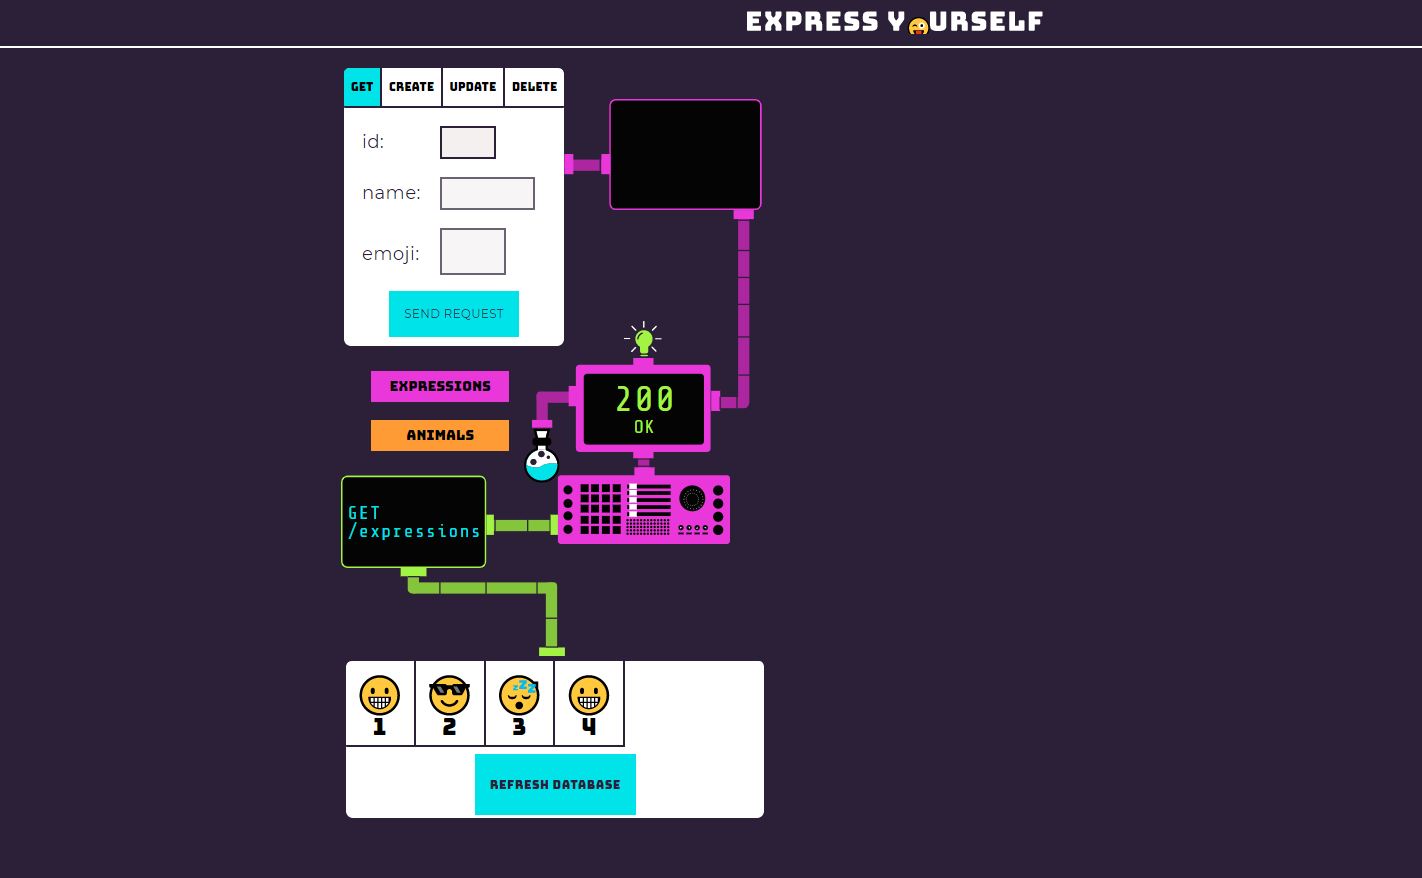 EXPRESS Y😜URSELF
GET CREATE UPDATE DELETE
id:
name:
emoji:
SEND REQUEST
EXPRESSIONS
ANIMALS
200
OK
GET
/expressions
zZZ
1 2 3 4
REFRESH DATABASE